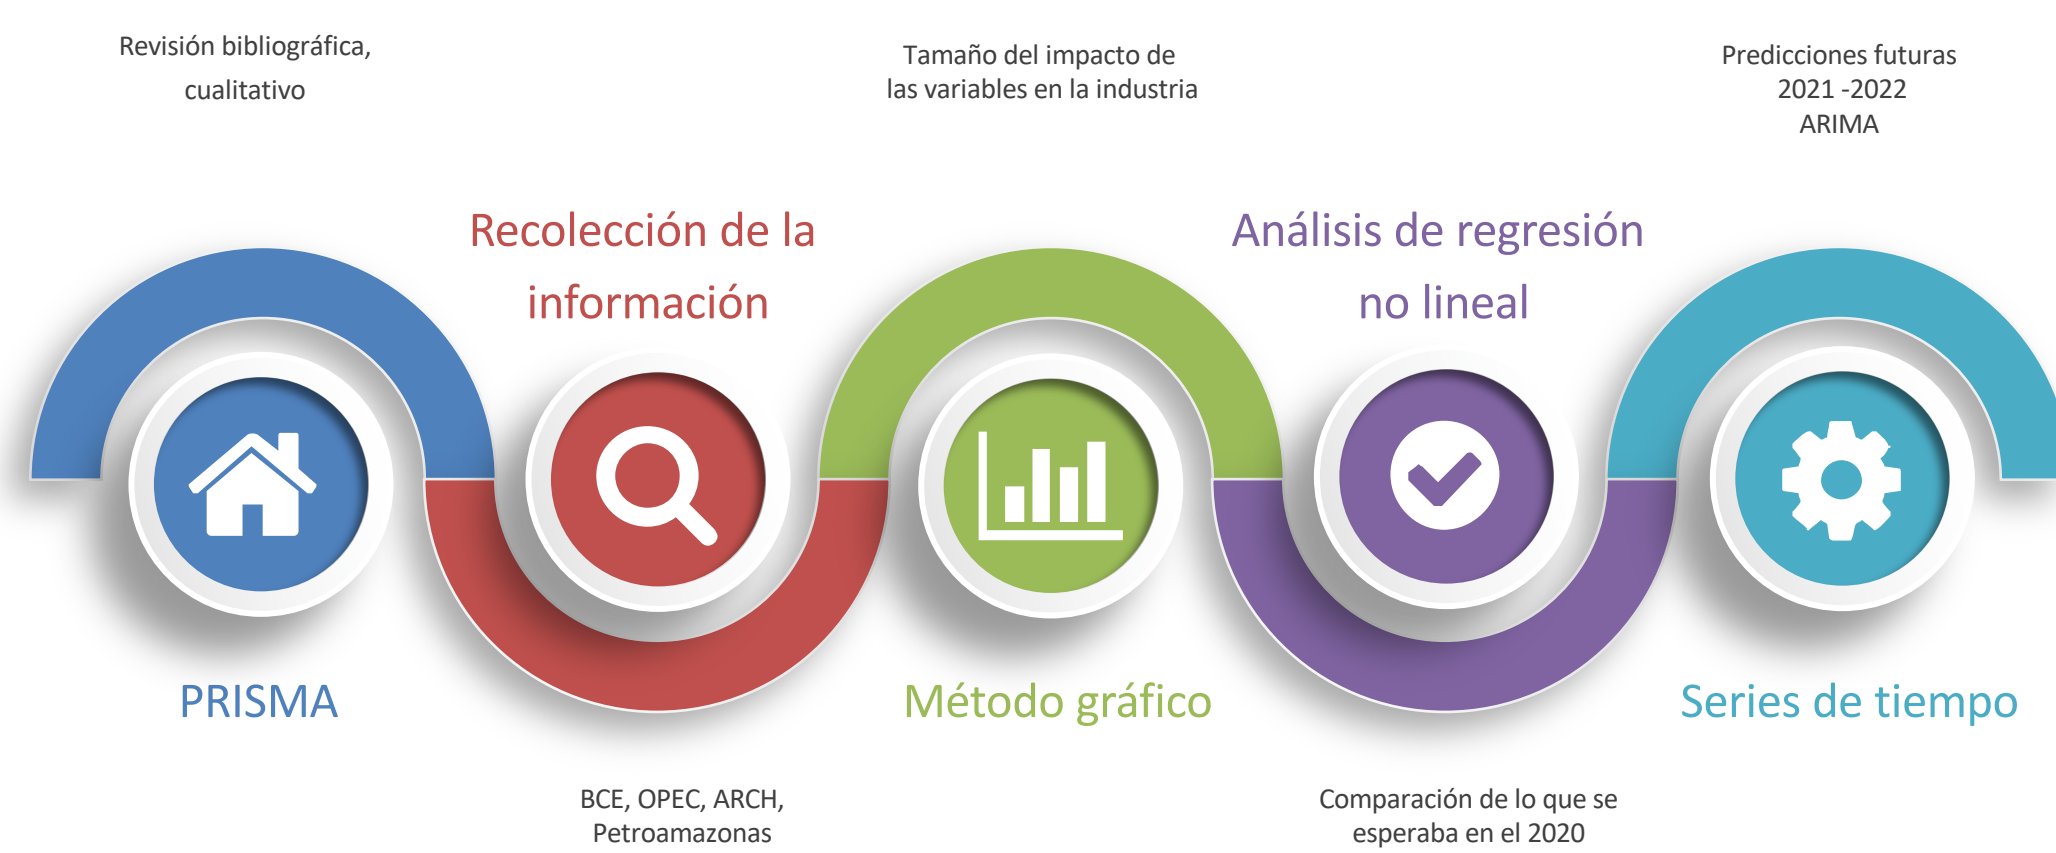 Revisión bibliográfica,
cualitativo
PRISMA
Recolección de la
información
BCE, OPEC, ARCH,
Petroamazonas
Tamaño del impacto de
las variables en la industria
Método gráfico
Análisis de regresión
no lineal
Comparación de lo que se
esperaba en el 2020
Predicciones futuras
2021 -2022
ARIMA
Series de tiempo